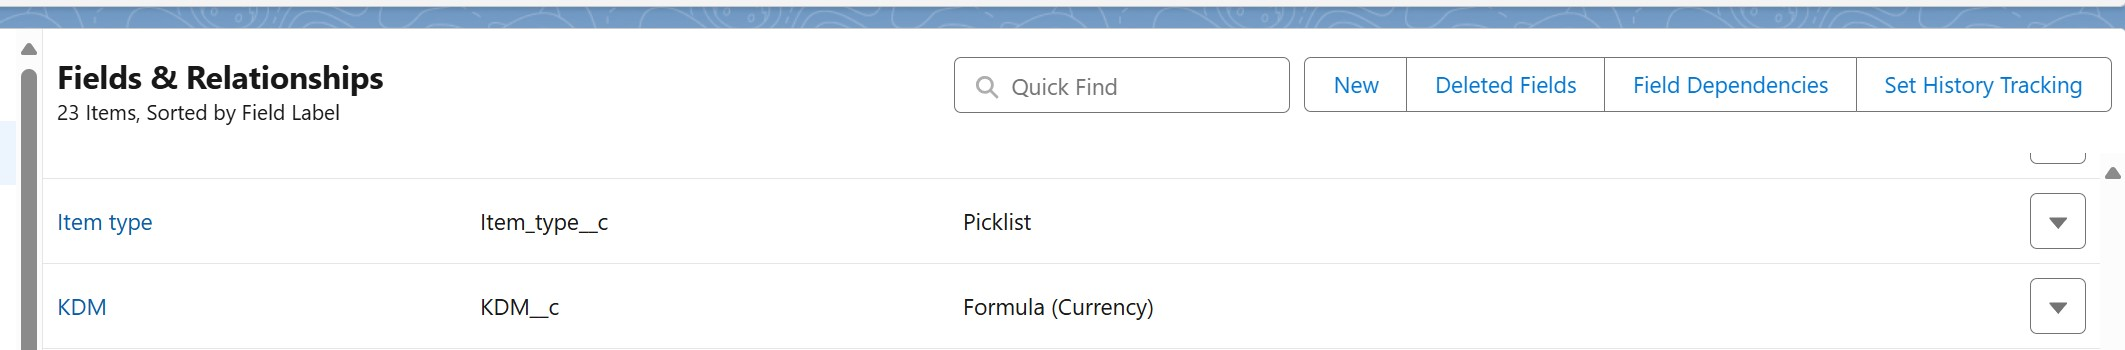 Fields & Relationships
23 Items, Sorted by Field Label
Quick Find
New
Deleted Fields
Field Dependencies
Set History Tracking
Item type Item_type__c Picklist
KDM KDM__c Formula (Currency)